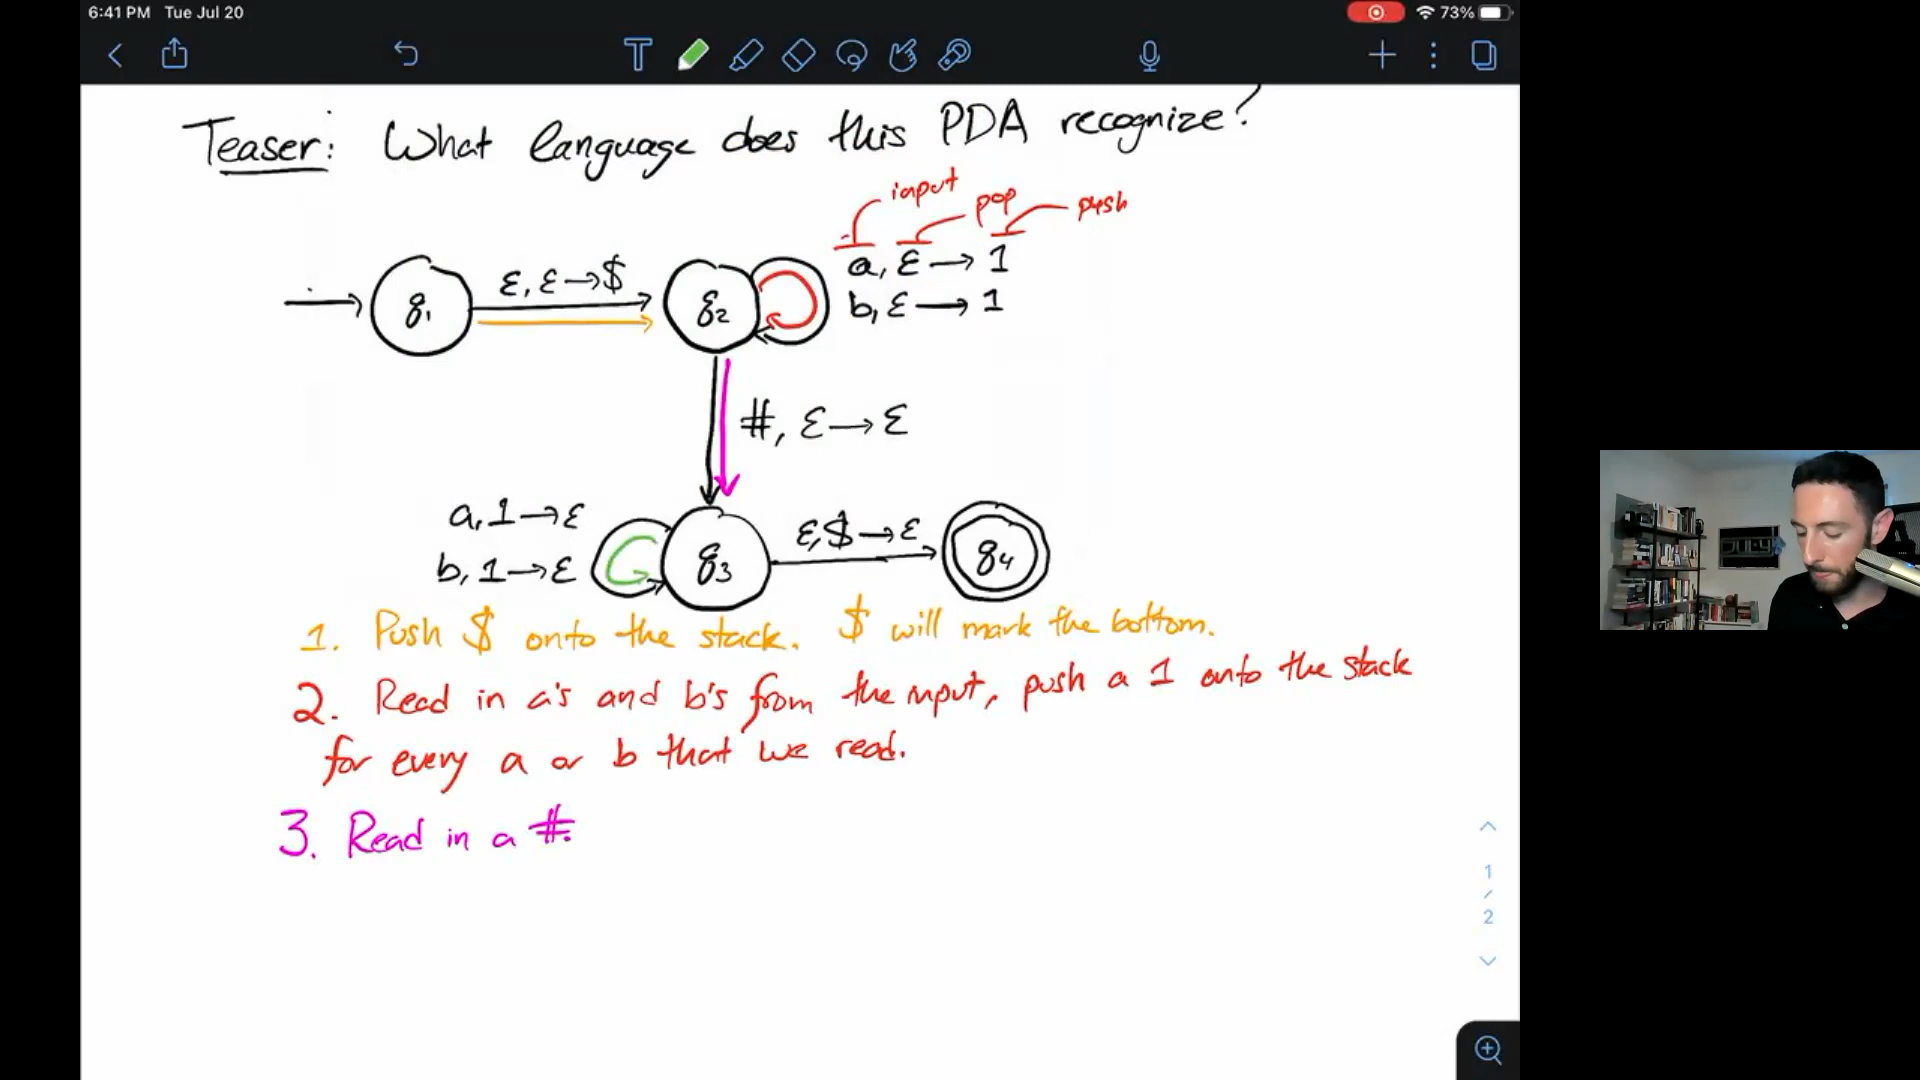 6:41 PM Tue Jul 20
73%
Teaser: What language does this PDA recognize?
input
pop
push
a, ε → 1
b, ε → 1
ε, ε → $
q1
q2
#, ε → ε
a, 1 → ε
b, 1 → ε
q3
ε, $ → ε
q4
1. Push $ onto the stack. $ will mark the bottom.
2. Read in a's and b's from the input, push a 1 onto the stack
for every a or b that we read.
3. Read in a #.
1
/
2